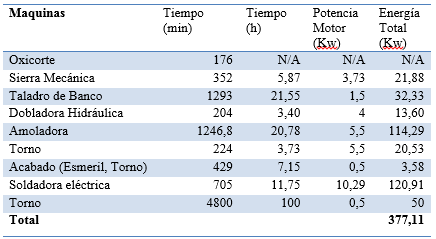 Maquinas Tiempo (min) Tiempo (h) Potencia Motor (Kw) Energía Total (Kw)
Oxicorte 176 N/A N/A N/A
Sierra Mecánica 352 5,87 3,73 21,88
Taladro de Banco 1293 21,55 1,5 32,33
Dobladora Hidráulica 204 3,40 4 13,60
Amoladora 1246,8 20,78 5,5 114,29
Torno 224 3,73 5,5 20,53
Acabado (Esmeril, Torno) 429 7,15 0,5 3,58
Soldadora eléctrica 705 11,75 10,29 120,91
Torno 4800 100 0,5 50
Total 377,11